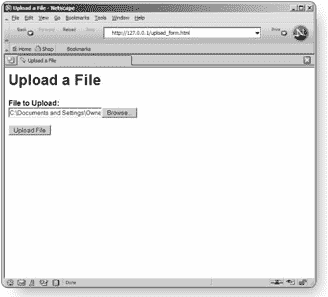 Upload a File - Netscape
File Edit View Go Bookmarks Tools Window Help
Back Forward Reload Stop http://127.0.0.1/upload_form.html Print
Home Shop Bookmarks
Upload a File
Upload a File
File to Upload:
C:\Documents and Settings\Owne Browse...
Upload File
Done